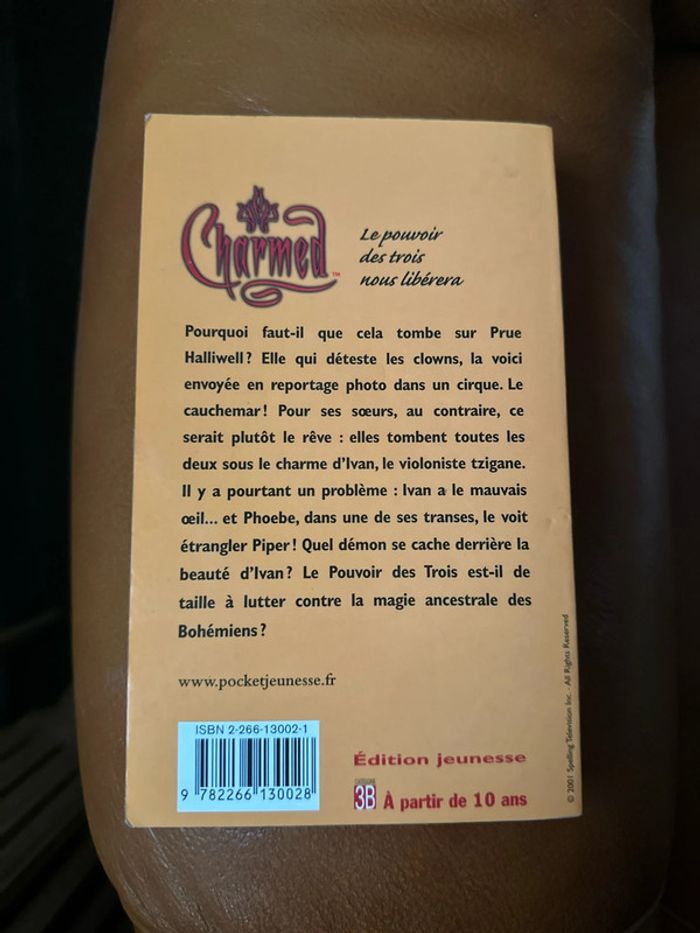 Charmed™
Le pouvoir
des trois
nous libérera
Pourquoi faut-il que cela tombe sur Prue
Halliwell ? Elle qui déteste les clowns, la voici
envoyée en reportage photo dans un cirque. Le
cauchemar ! Pour ses sœurs, au contraire, ce
serait plutôt le rêve : elles tombent toutes les
deux sous le charme d'Ivan, le violoniste tzigane.
Il y a pourtant un problème : Ivan a le mauvais
œil... et Phoebe, dans une de ses transes, le voit
étrangler Piper ! Quel démon se cache derrière la
beauté d'Ivan ? Le Pouvoir des Trois est-il de
taille à lutter contre la magie ancestrale des
Bohémiens ?
www.pocketjeunesse.fr
ISBN 2-266-13002-1
9 782266 130028
Édition jeunesse
CATÉGORIE
3B À partir de 10 ans
© 2001 Spelling Television Inc. - All Rights Reserved